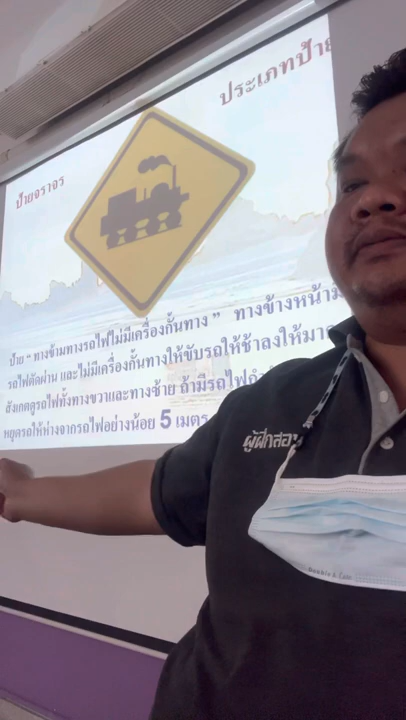 ประเภทป้าย
ป้ายจราจร
ป้าย " ทางข้ามทางรถไฟไม่มีเครื่องกั้นทาง " ทางข้างหน้า
รถไฟตัดผ่าน และไม่มีเครื่องกั้นทางให้ขับรถให้ช้าลงให้มาก
สังเกตดูรถไฟทั้งทางขวาและทางซ้าย ถ้ามีรถไฟ
หยุดรถให้ห่างจากรถไฟอย่างน้อย 5 เมตร
ผู้ฝึกสอน